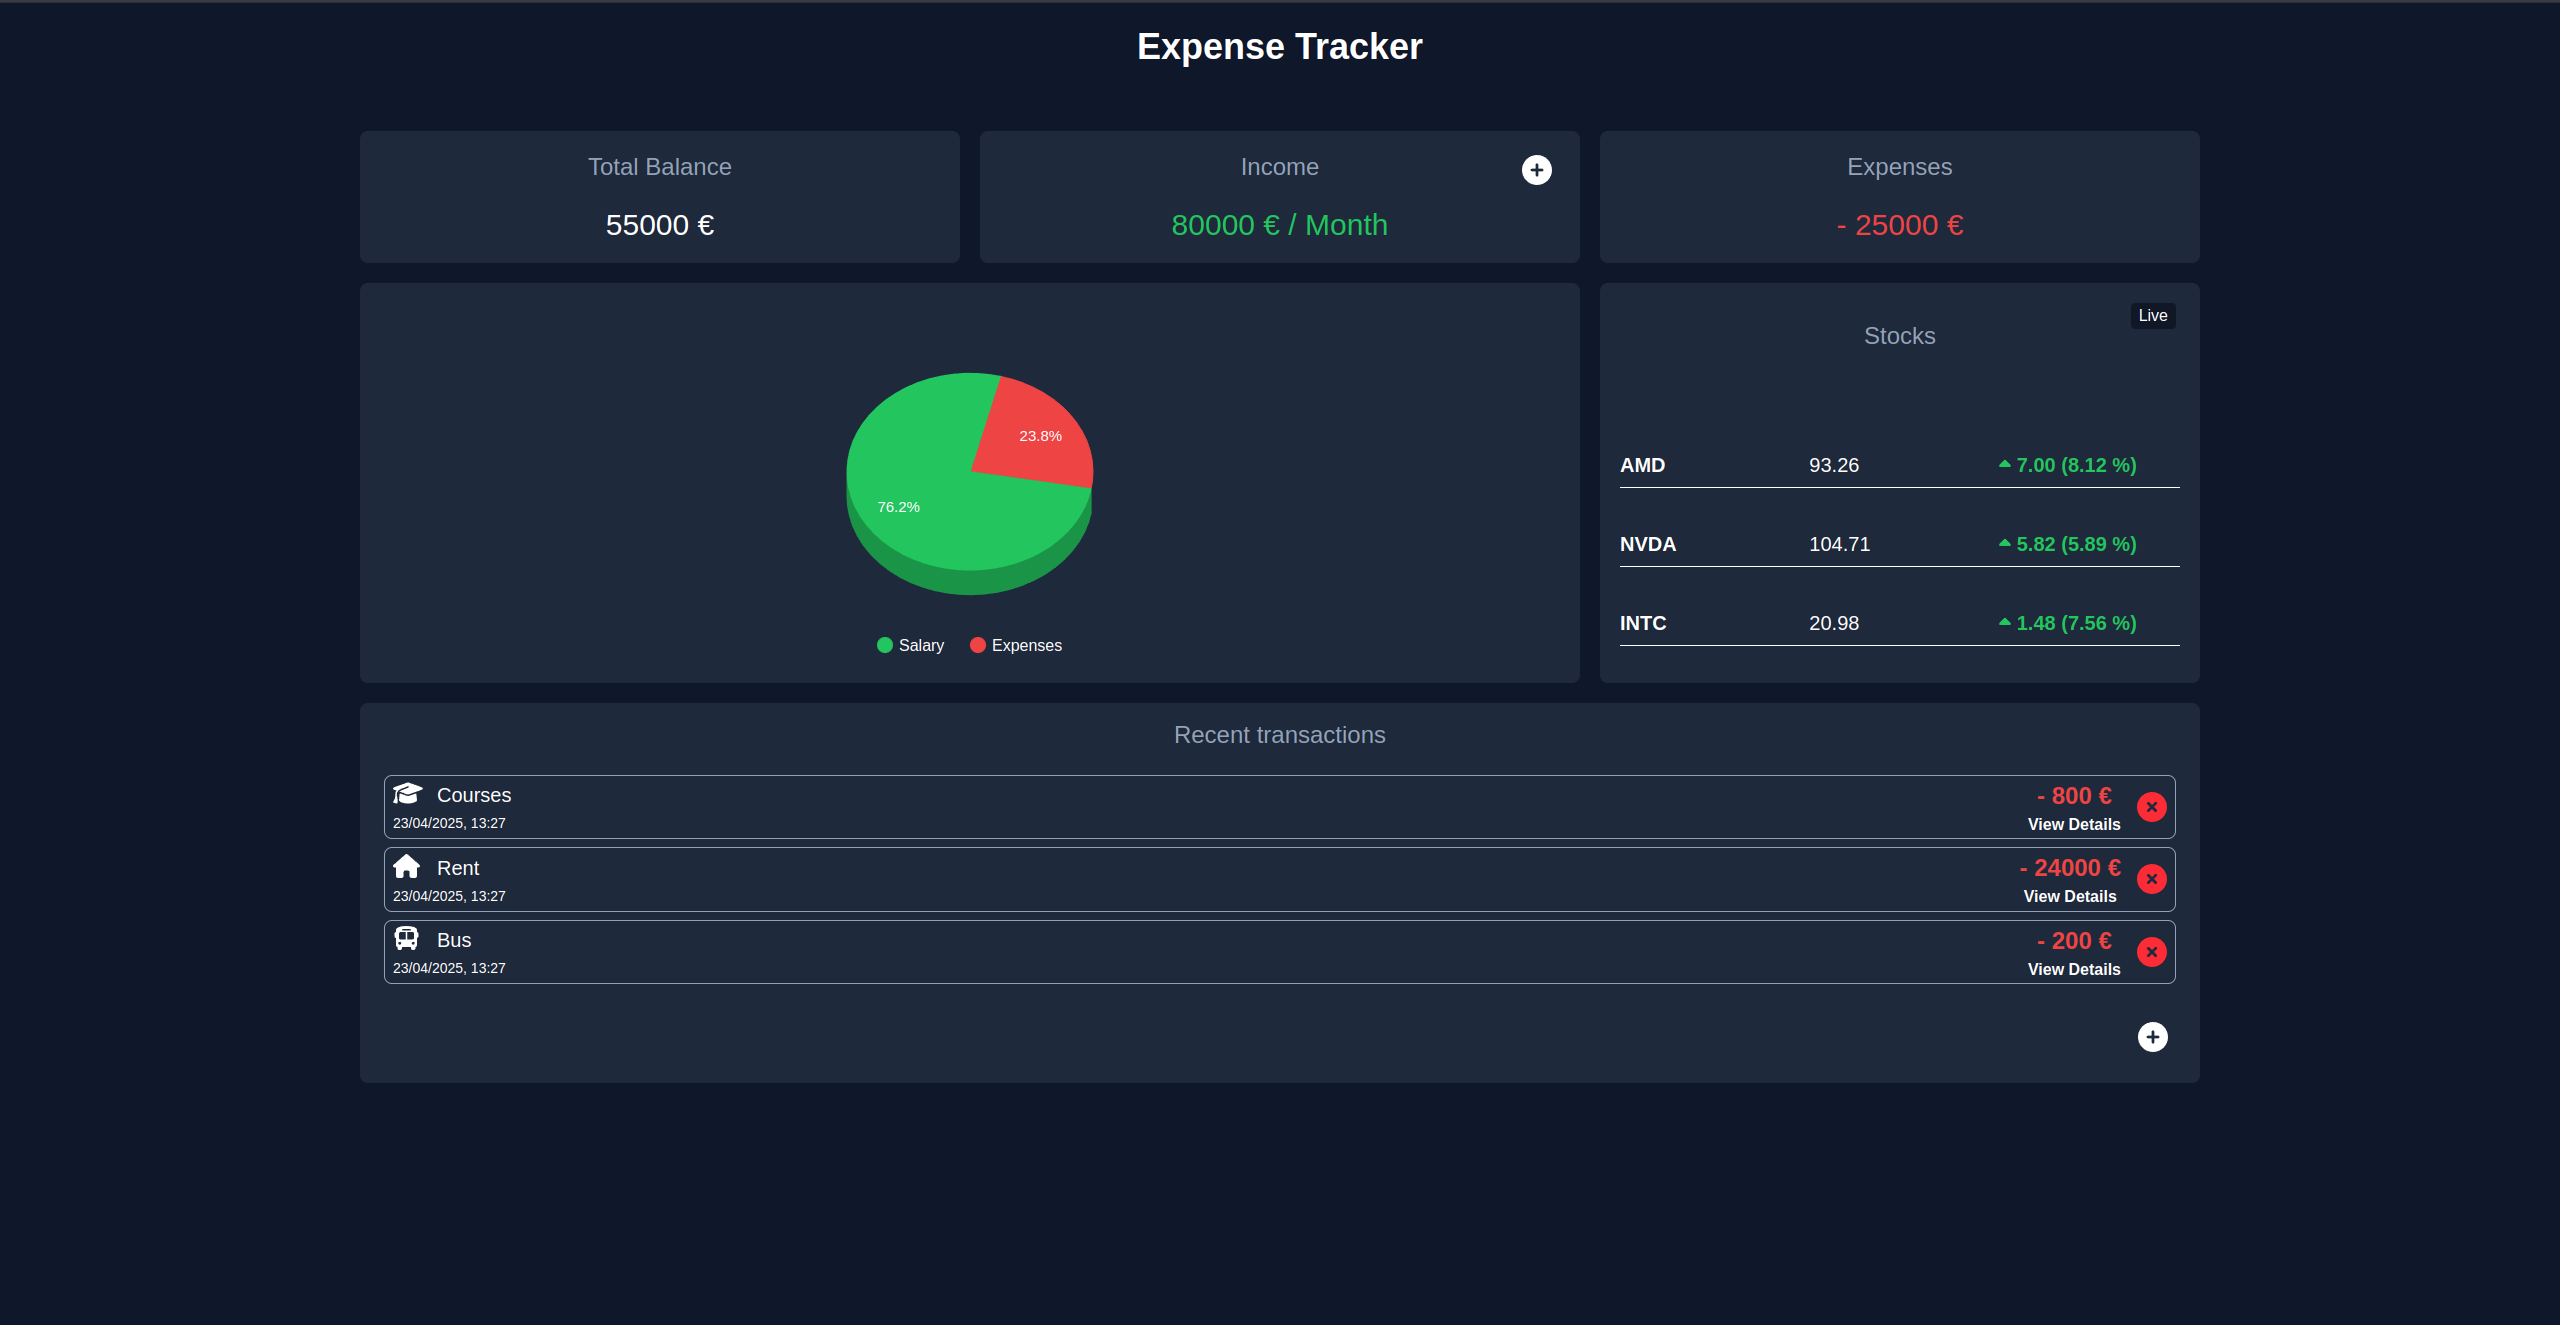 Expense Tracker
Total Balance
55000 €
Income
80000 € / Month
Expenses
- 25000 €
23.8%
76.2%
Salary
Expenses
Live
Stocks
AMD 93.26 7.00 (8.12 %)
NVDA 104.71 5.82 (5.89 %)
INTC 20.98 1.48 (7.56 %)
Recent transactions
Courses - 800 €
23/04/2025, 13:27 View Details
Rent - 24000 €
23/04/2025, 13:27 View Details
Bus - 200 €
23/04/2025, 13:27 View Details